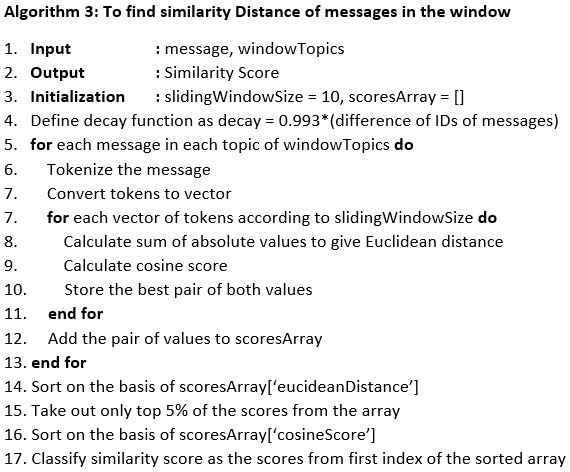 Algorithm 3: To find similarity Distance of messages in the window
1. Input : message, windowTopics
2. Output : Similarity Score
3. Initialization : slidingWindowSize = 10, scoresArray = []
4. Define decay function as decay = 0.993*(difference of IDs of messages)
5. for each message in each topic of windowTopics do
6. Tokenize the message
7. Convert tokens to vector
7. for each vector of tokens according to slidingWindowSize do
8. Calculate sum of absolute values to give Euclidean distance
9. Calculate cosine score
10. Store the best pair of both values
11. end for
12. Add the pair of values to scoresArray
13. end for
14. Sort on the basis of scoresArray[‘eucideanDistance’]
15. Take out only top 5% of the scores from the array
16. Sort on the basis of scoresArray[‘cosineScore’]
17. Classify similarity score as the scores from first index of the sorted array